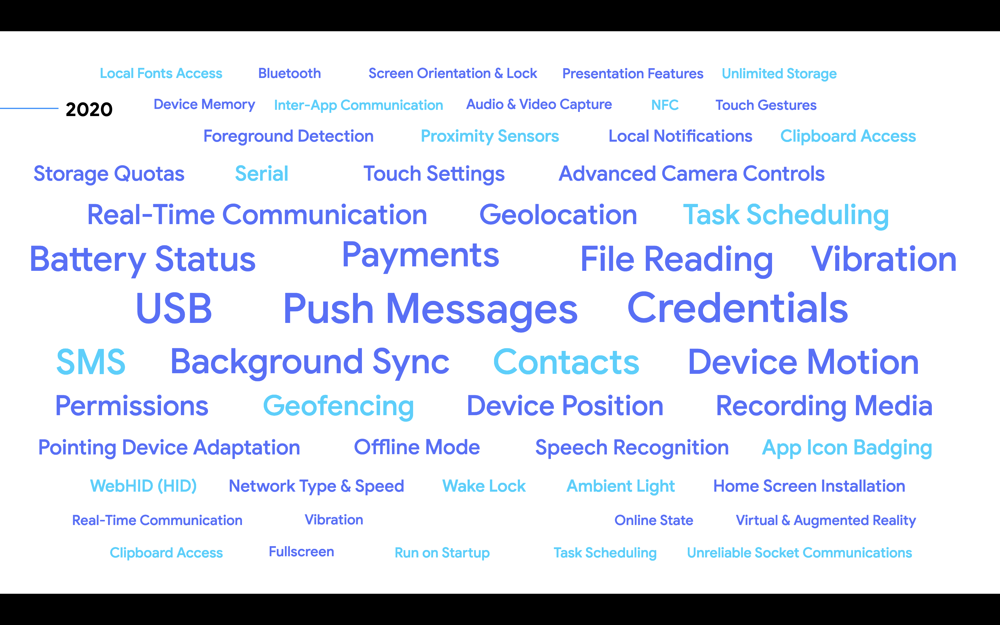 Local Fonts Access Bluetooth Screen Orientation & Lock Presentation Features Unlimited Storage
2020 Device Memory Inter-App Communication Audio & Video Capture NFC Touch Gestures
Foreground Detection Proximity Sensors Local Notifications Clipboard Access
Storage Quotas Serial Touch Settings Advanced Camera Controls
Real-Time Communication Geolocation Task Scheduling
Battery Status Payments File Reading Vibration
USB Push Messages Credentials
SMS Background Sync Contacts Device Motion
Permissions Geofencing Device Position Recording Media
Pointing Device Adaptation Offline Mode Speech Recognition App Icon Badging
WebHID (HID) Network Type & Speed Wake Lock Ambient Light Home Screen Installation
Real-Time Communication Vibration Online State Virtual & Augmented Reality
Clipboard Access Fullscreen Run on Startup Task Scheduling Unreliable Socket Communications